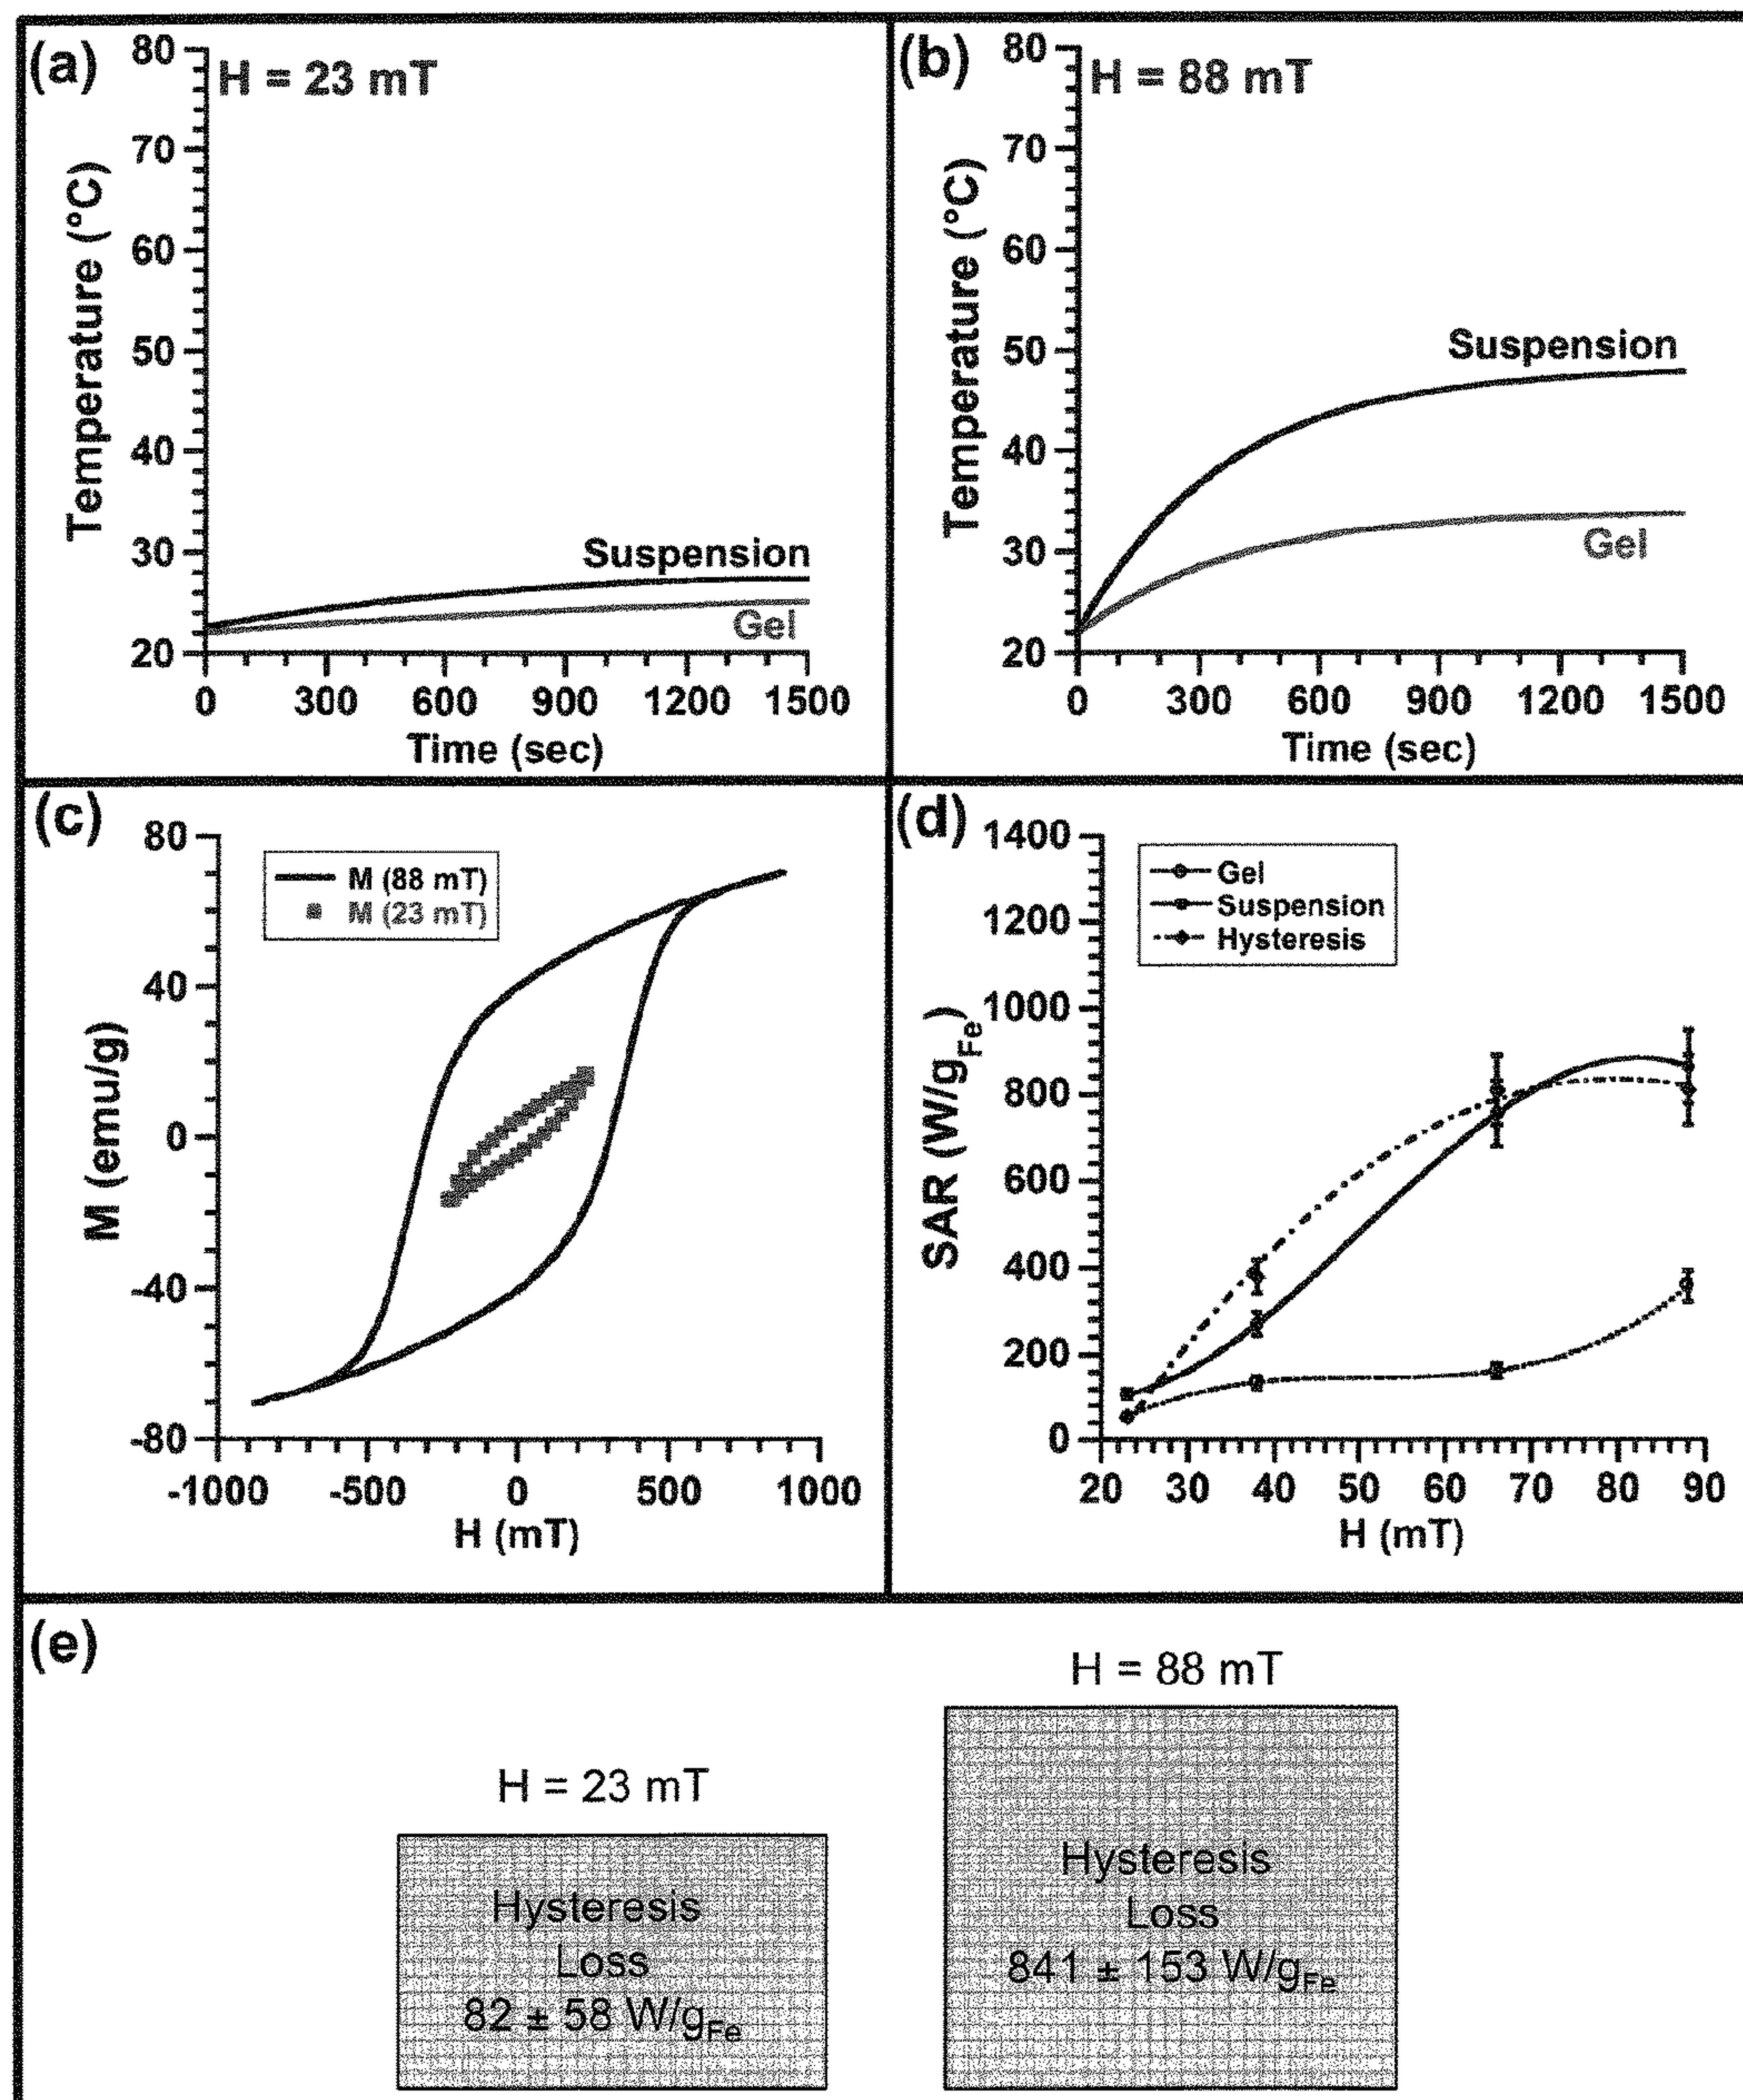 (a)
H = 23 mT
80
70
60
50
40
30
20
Temperature (°C)
Suspension
Gel
0 300 600 900 1200 1500
Time (sec)
(b)
H = 88 mT
80
70
60
50
40
30
20
Temperature (°C)
Suspension
Gel
0 300 600 900 1200 1500
Time (sec)
(c)
80
40
0
-40
-80
M (emu/g)
M (88 mT)
M (23 mT)
-1000 -500 0 500 1000
H (mT)
(d)
1400
1200
1000
800
600
400
200
0
SAR (W/gFe)
Gel
Suspension
Hysteresis
20 30 40 50 60 70 80 90
H (mT)
(e)
H = 23 mT
Hysteresis
Loss
82 ± 58 W/gFe
H = 88 mT
Hysteresis
Loss
841 ± 153 W/gFe